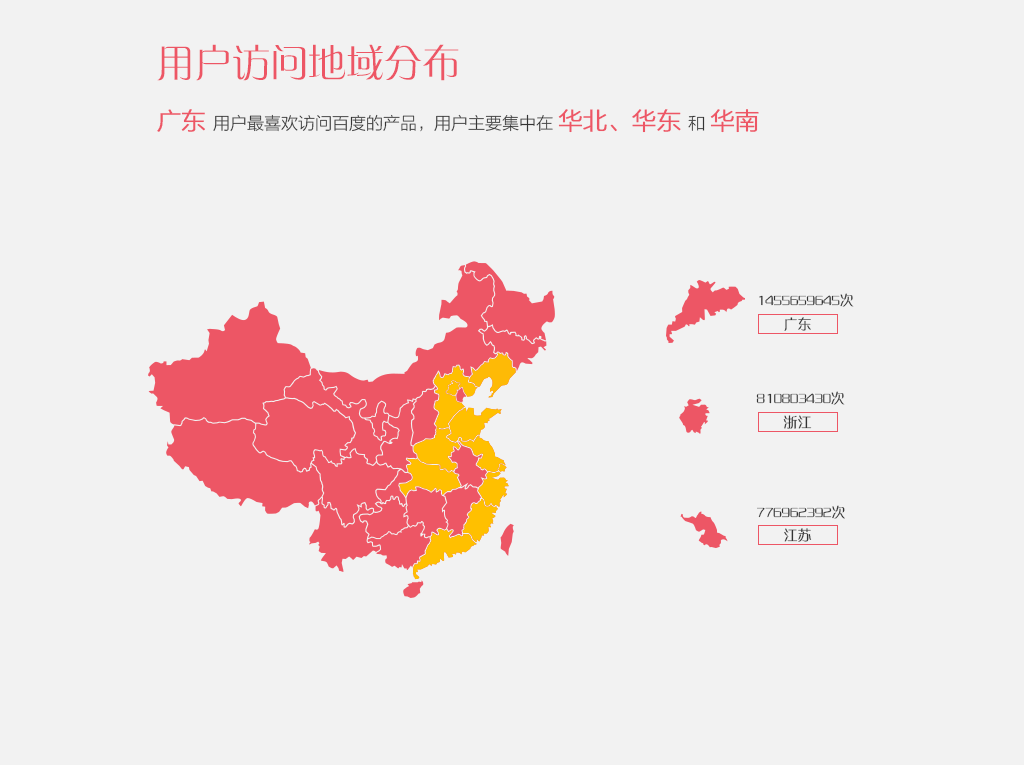 用户访问地域分布
广东 用户最喜欢访问百度的产品，用户主要集中在 华北、华东 和 华南
1455659645次
广东
810803430次
浙江
776962392次
江苏